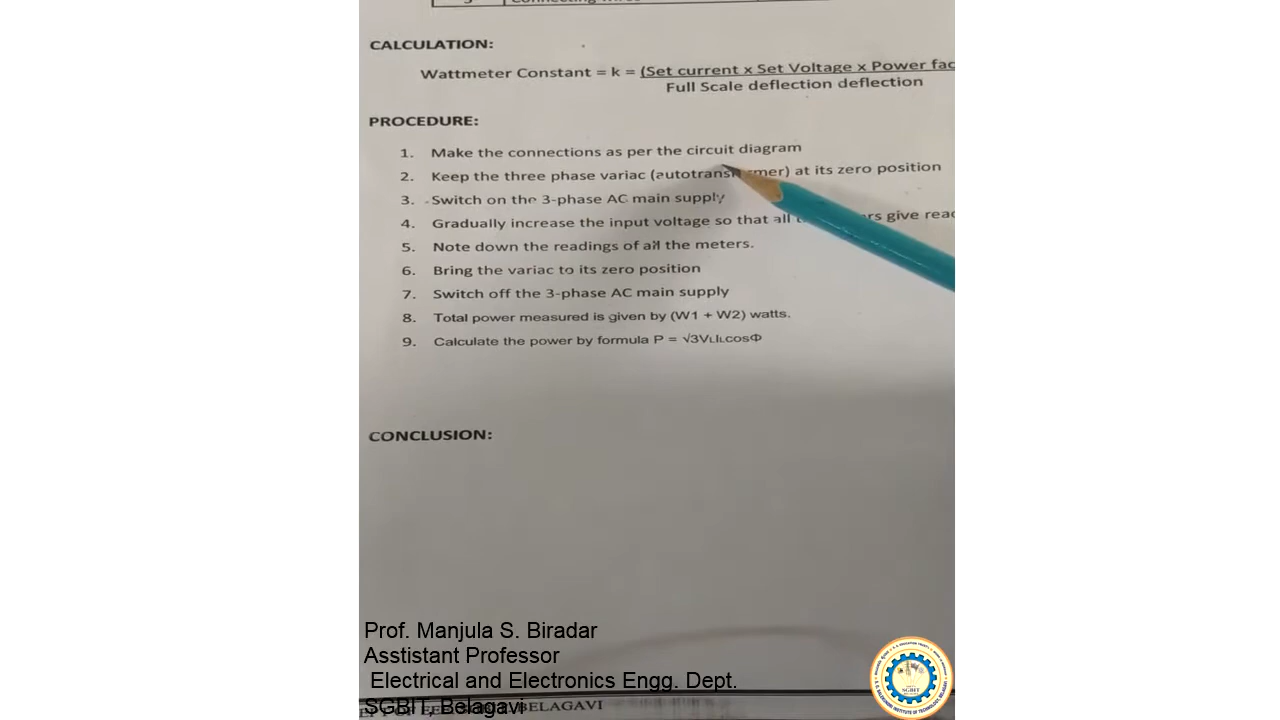 CALCULATION:
Wattmeter Constant = k = (Set current x Set Voltage x Power fac
Full Scale deflection deflection
PROCEDURE:
1. Make the connections as per the circuit diagram
2. Keep the three phase variac (autotrans mer) at its zero position
3. Switch on the 3-phase AC main supply
4. Gradually increase the input voltage so that all rs give read
5. Note down the readings of all the meters.
6. Bring the variac to its zero position
7. Switch off the 3-phase AC main supply
8. Total power measured is given by (W1 + W2) watts.
9. Calculate the power by formula P = √3VLILcosΦ
CONCLUSION:
Prof. Manjula S. Biradar
Asstistant Professor
Electrical and Electronics Engg. Dept.
SGBIT, Belagavi
BELAGAVI
SGBIT